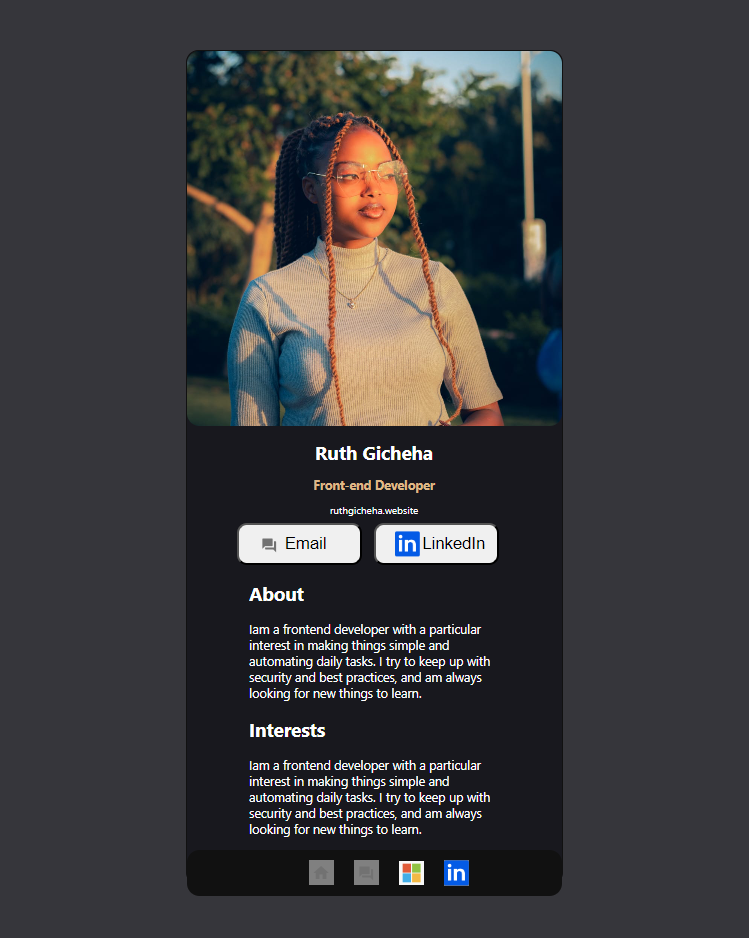 Ruth Gicheha
Front-end Developer
ruthgicheha.website
Email
in LinkedIn
About
Iam a frontend developer with a particular
interest in making things simple and
automating daily tasks. I try to keep up with
security and best practices, and am always
looking for new things to learn.
Interests
Iam a frontend developer with a particular
interest in making things simple and
automating daily tasks. I try to keep up with
security and best practices, and am always
looking for new things to learn.
in